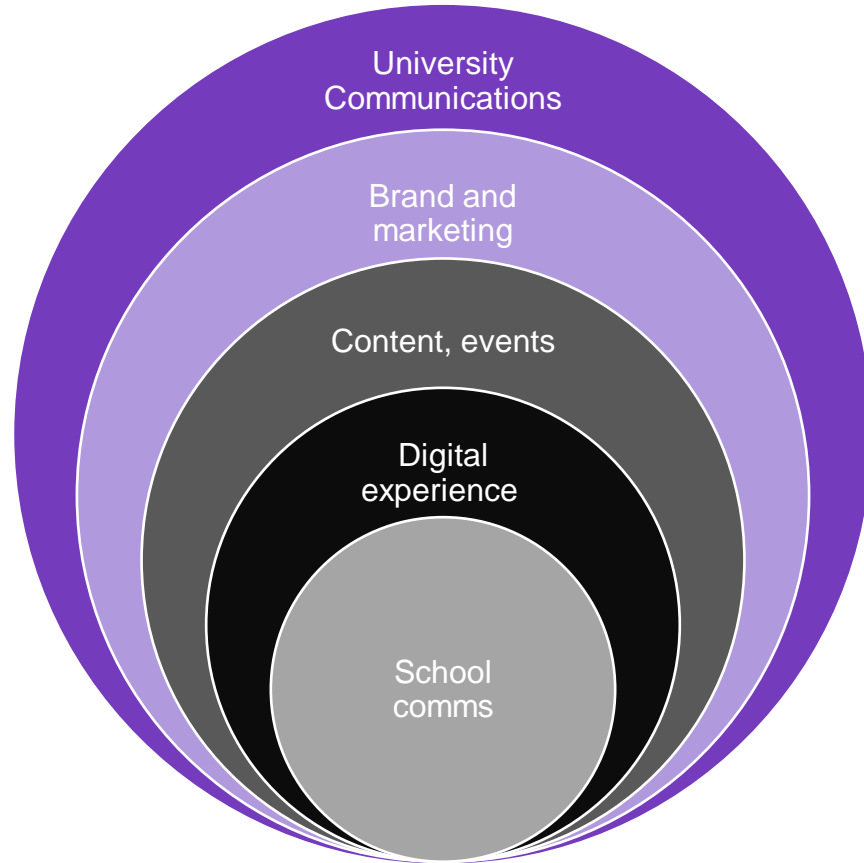 University
Communications
Brand and
marketing
Content, events
Digital
experience
School
comms